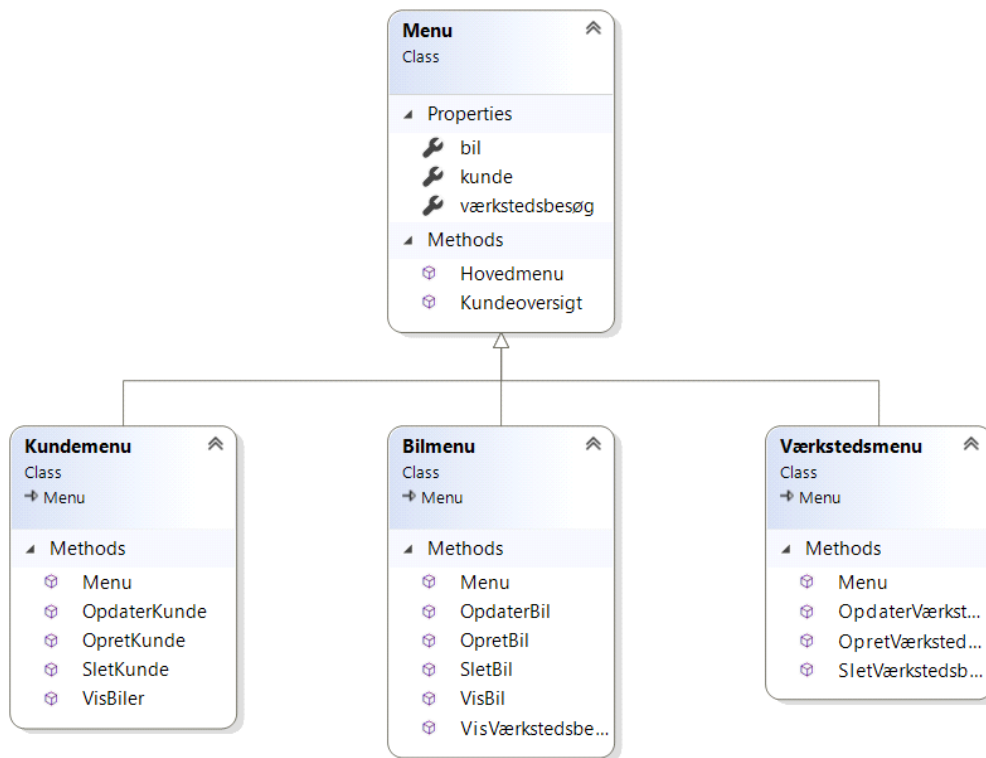 Menu
Class
Properties
bil
kunde
værkstedsbesøg
Methods
Hovedmenu
Kundeoversigt
Kundemenu
Class
Menu
Methods
Menu
OpdaterKunde
OpretKunde
SletKunde
VisBiler
Bilmenu
Class
Menu
Methods
Menu
OpdaterBil
OpretBil
SletBil
VisBil
VisVærkstedsbe...
Værkstedsmenu
Class
Menu
Methods
Menu
OpdaterVærkst...
OpretVærksted...
SletVærkstedsb...